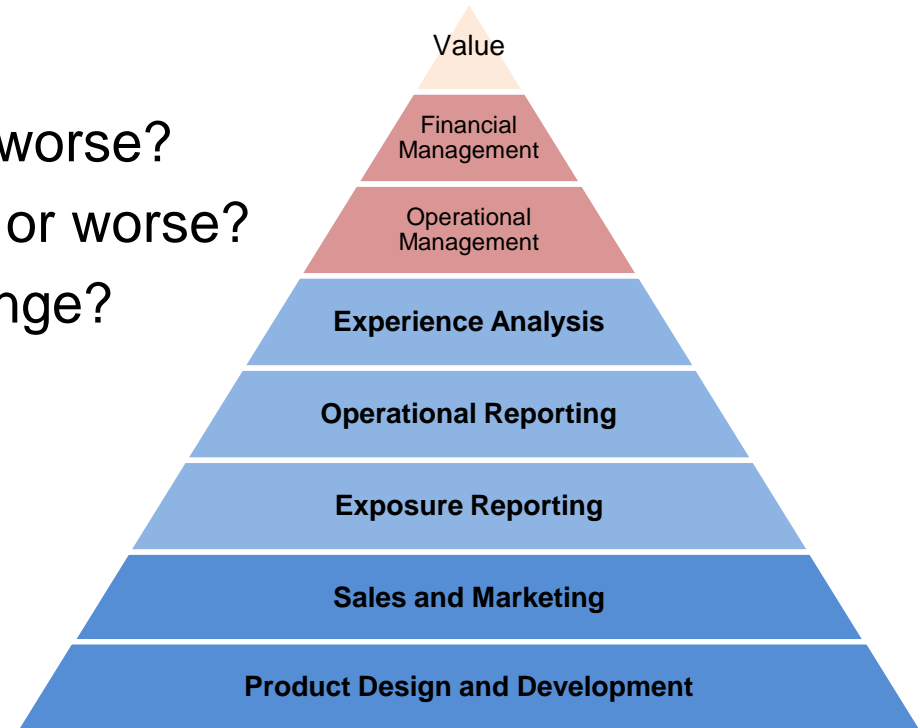 Value
worse?
Financial
Management
or worse?
Operational
Management
Experience Analysis
Operational Reporting
Exposure Reporting
Sales and Marketing
Product Design and Development